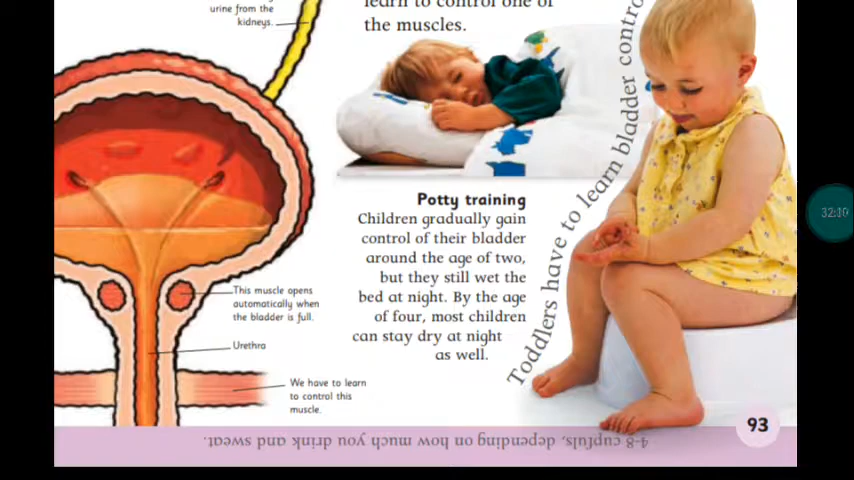 urine from the
kidneys.
learn to control one of
the muscles.
Toddlers have to learn bladder contro
Potty training
Children gradually gain
control of their bladder
around the age of two,
but they still wet the
bed at night. By the age
of four, most children
can stay dry at night
as well.
This muscle opens
automatically when
the bladder is full.
Urethra
We have to learn
to control this
muscle.
93
4-8 cupfuls, depending on how much you drink and sweat.
32:10